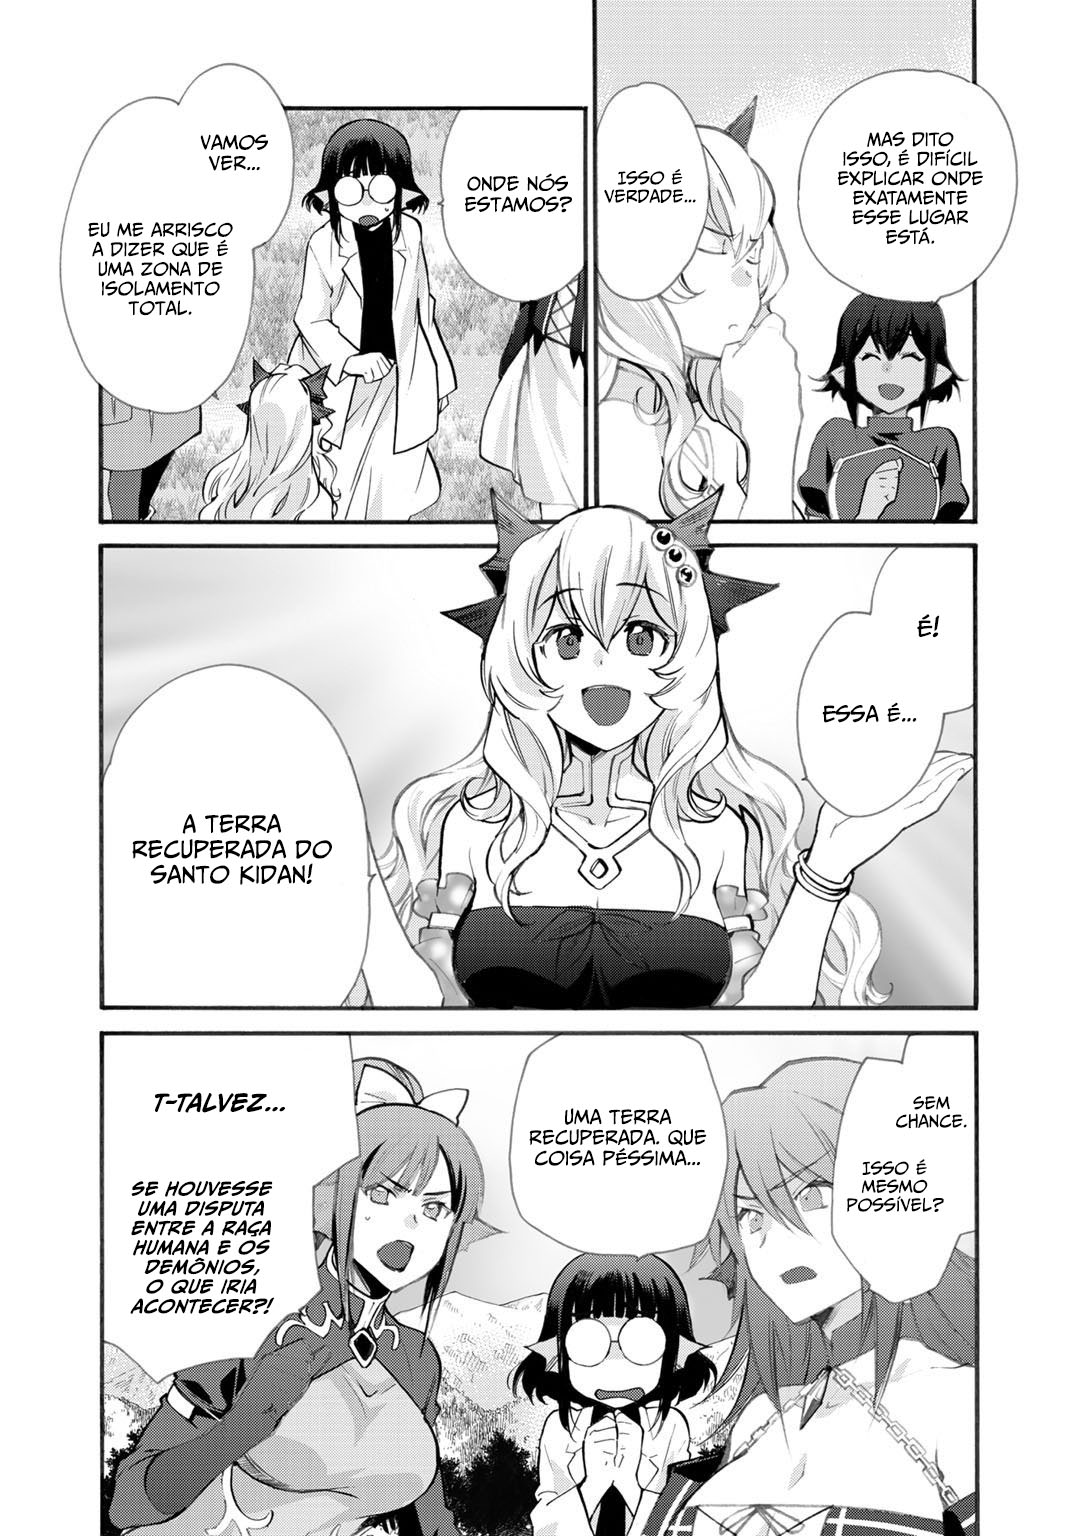 MAS DITO
ISSO, É DIFÍCIL
EXPLICAR ONDE
EXATAMENTE
ESSE LUGAR
ESTÁ.
ISSO É
VERDADE...
ONDE NÓS
ESTAMOS?
VAMOS
VER...
EU ME ARRISCO
A DIZER QUE É
UMA ZONA DE
ISOLAMENTO
TOTAL.
É!
ESSA É...
A TERRA
RECUPERADA DO
SANTO KIDAN!
SEM
CHANCE.
ISSO É
MESMO
POSSÍVEL?
UMA TERRA
RECUPERADA. QUE
COISA PÉSSIMA...
T-TALVEZ...
SE HOUVESSE
UMA DISPUTA
ENTRE A RAÇA
HUMANA E OS
DEMÔNIOS,
O QUE IRIA
ACONTECER?!